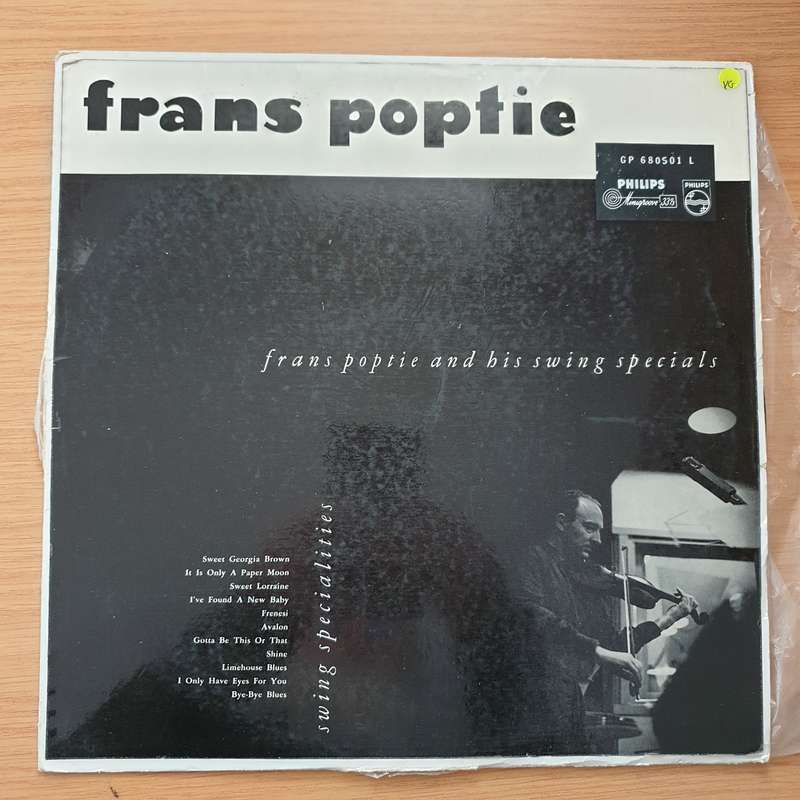 frans poptie
VG
GP 680501 L
PHILIPS
Minigroove 33⅓
PHILIPS
frans poptie and his swing specials
swing specialities
Sweet Georgia Brown
It Is Only A Paper Moon
Sweet Lorraine
I've Found A New Baby
Frenesi
Avalon
Gotta Be This Or That
Shine
Limehouse Blues
I Only Have Eyes For You
Bye-Bye Blues